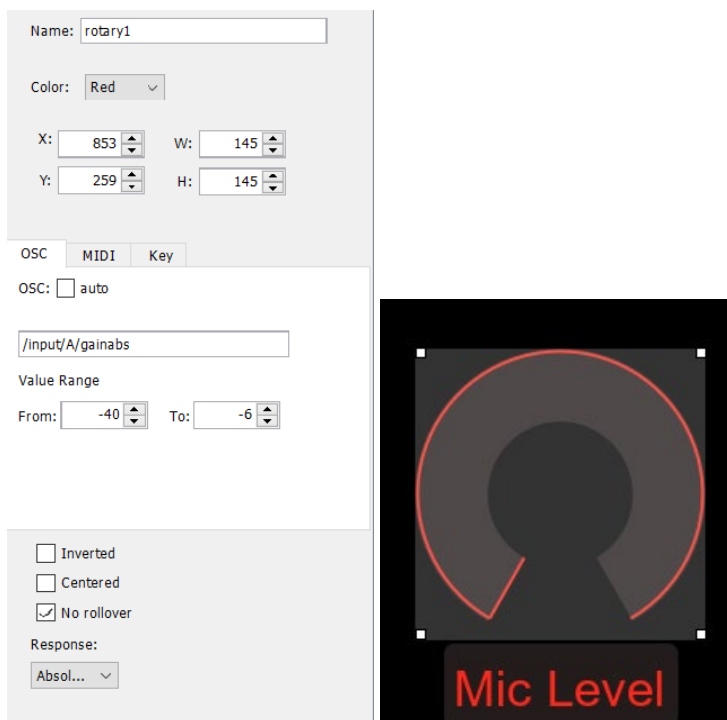 Name: rotary1
Color: Red
X: 853 W: 145
Y: 259 H: 145
OSC MIDI Key
OSC: auto
/input/A/gainabs
Value Range
From: -40 To: -6
Inverted
Centered
No rollover
Response:
Absol...
Mic Level